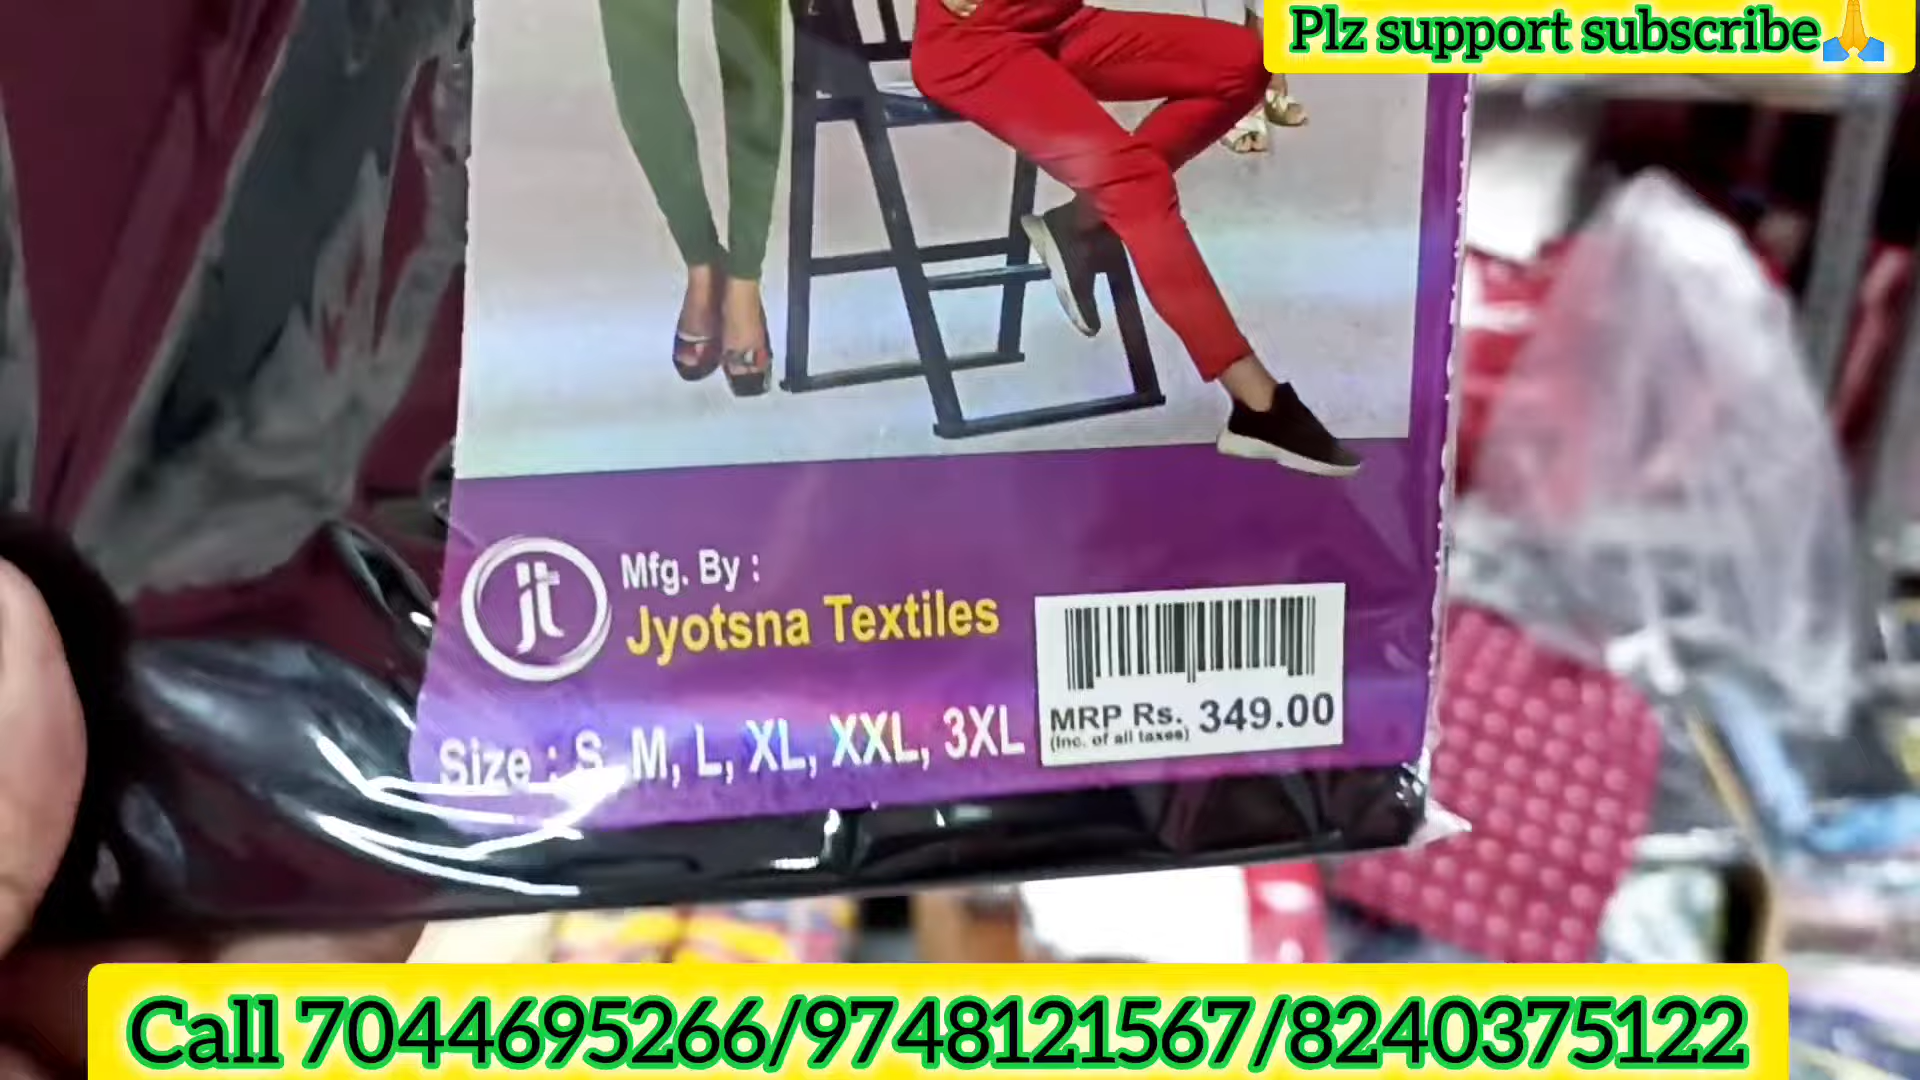 Plz support subscribe🙏
jt
Mfg. By :
Jyotsna Textiles
Size : S, M, L, XL, XXL, 3XL
MRP Rs. 349.00
(Inc. of all taxes)
Call 7044695266/9748121567/8240375122